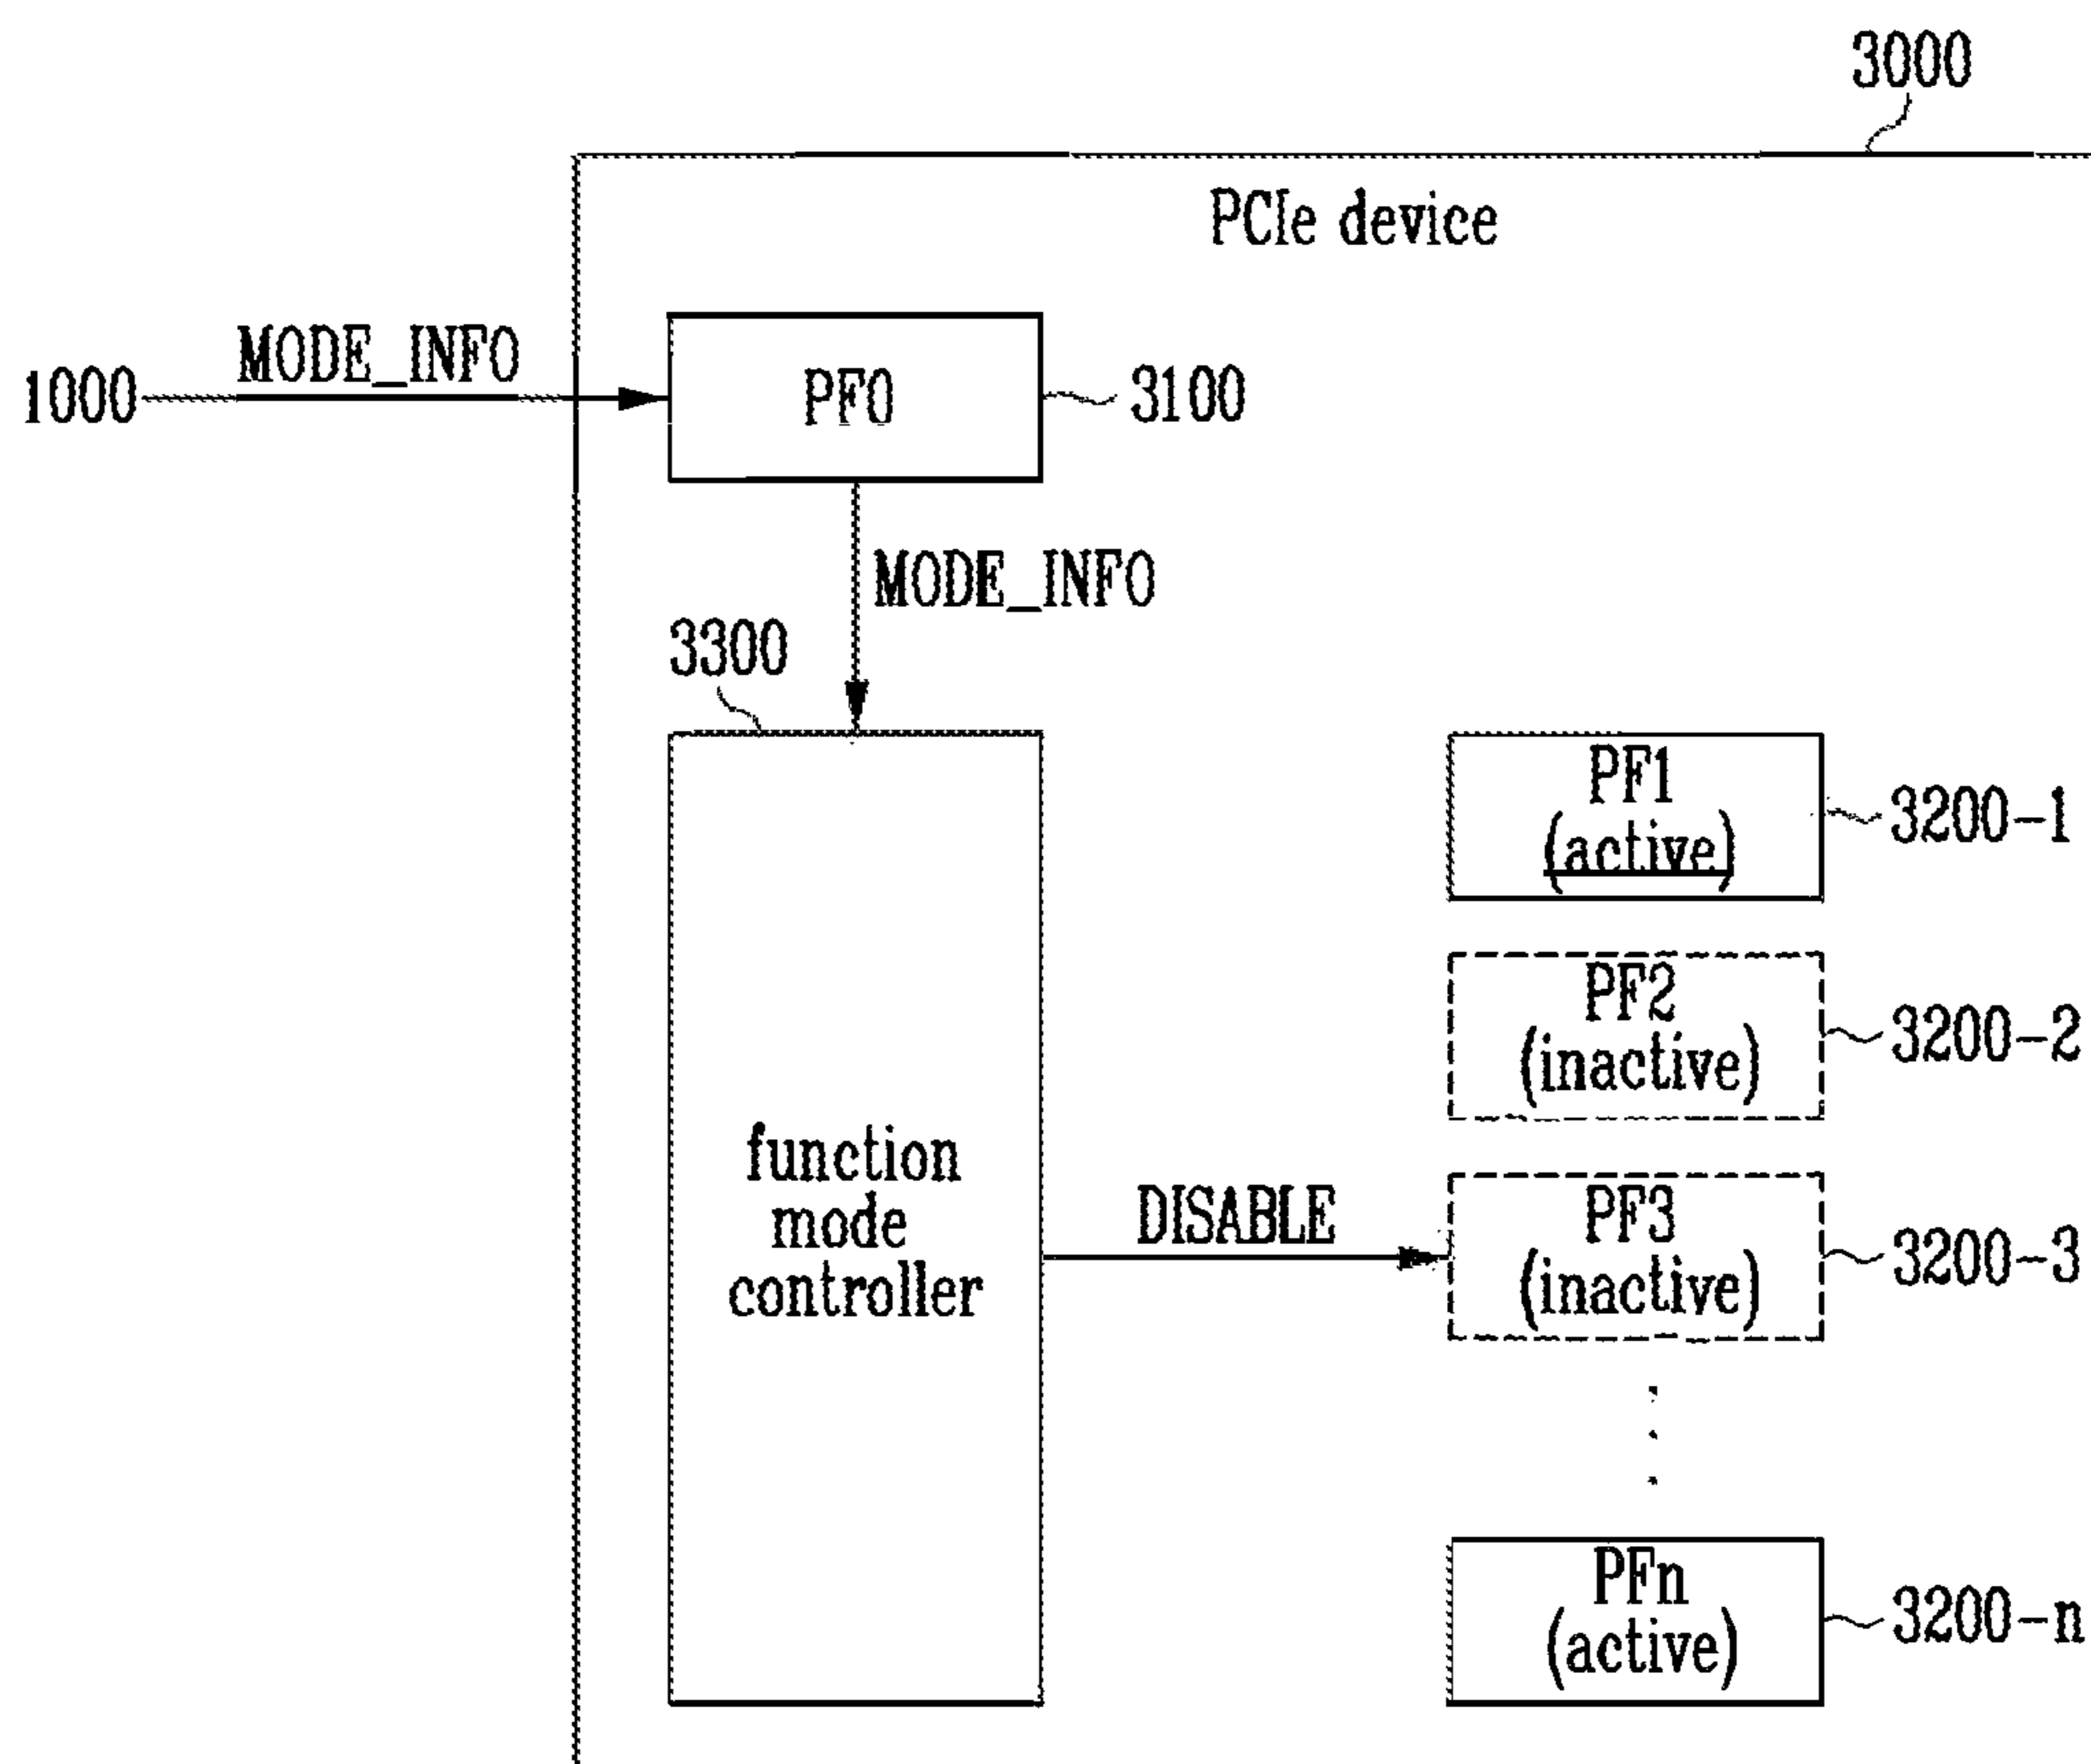 3000
PCIe device
MODE_INFO
1000
PF0
3100
MODE_INFO
3300
PF1
(active)
3200-1
PF2
(inactive)
3200-2
function
mode
controller
DISABLE
PF3
(inactive)
3200-3
PFn
(active)
3200-n